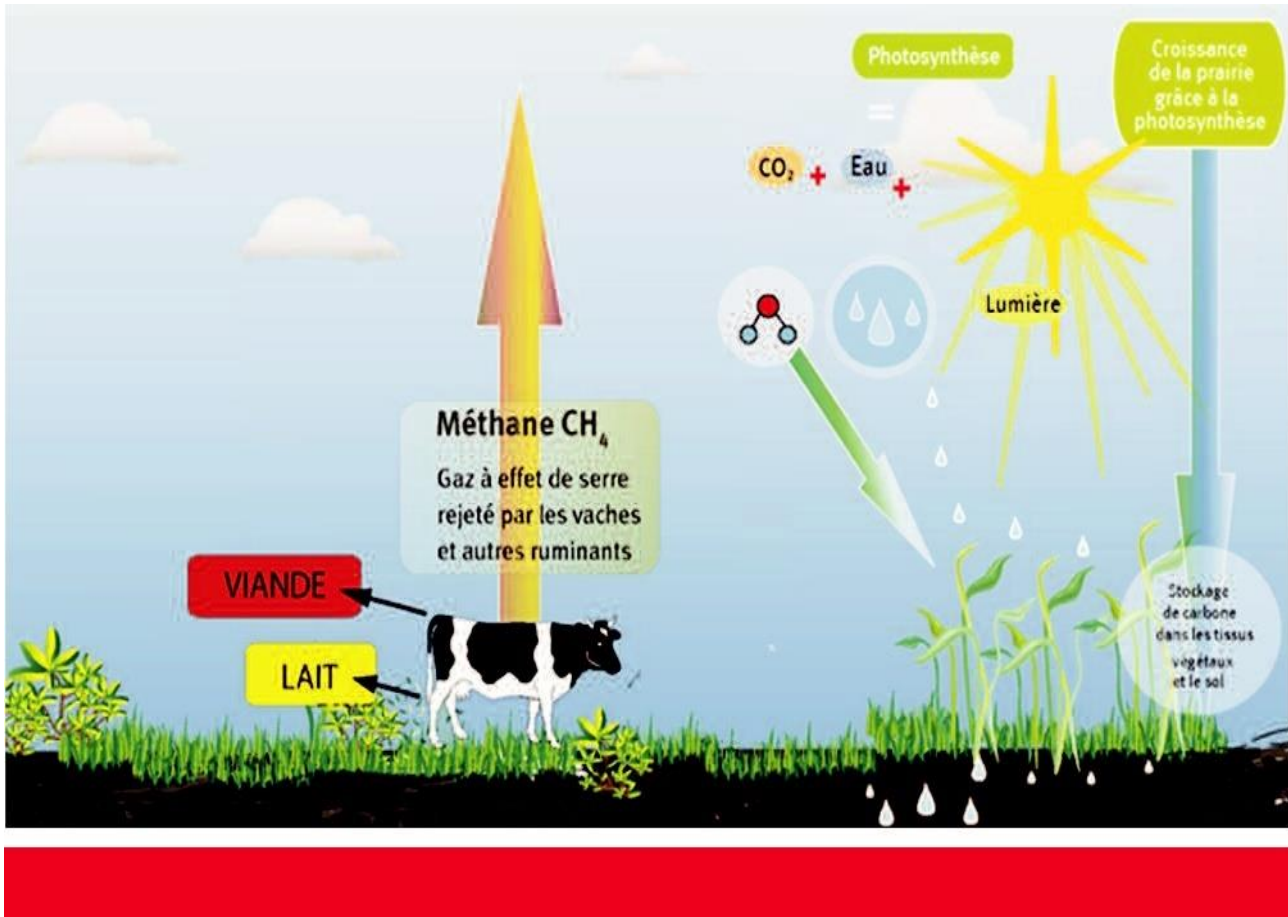 Photosynthèse
=
CO₂ + Eau +
Lumière
Croissance
de la prairie
grâce à la
photosynthèse
Méthane CH₄
Gaz à effet de serre
rejeté par les vaches
et autres ruminants
VIANDE
LAIT
Stockage
de carbone
dans les tissus
végétaux
et le sol